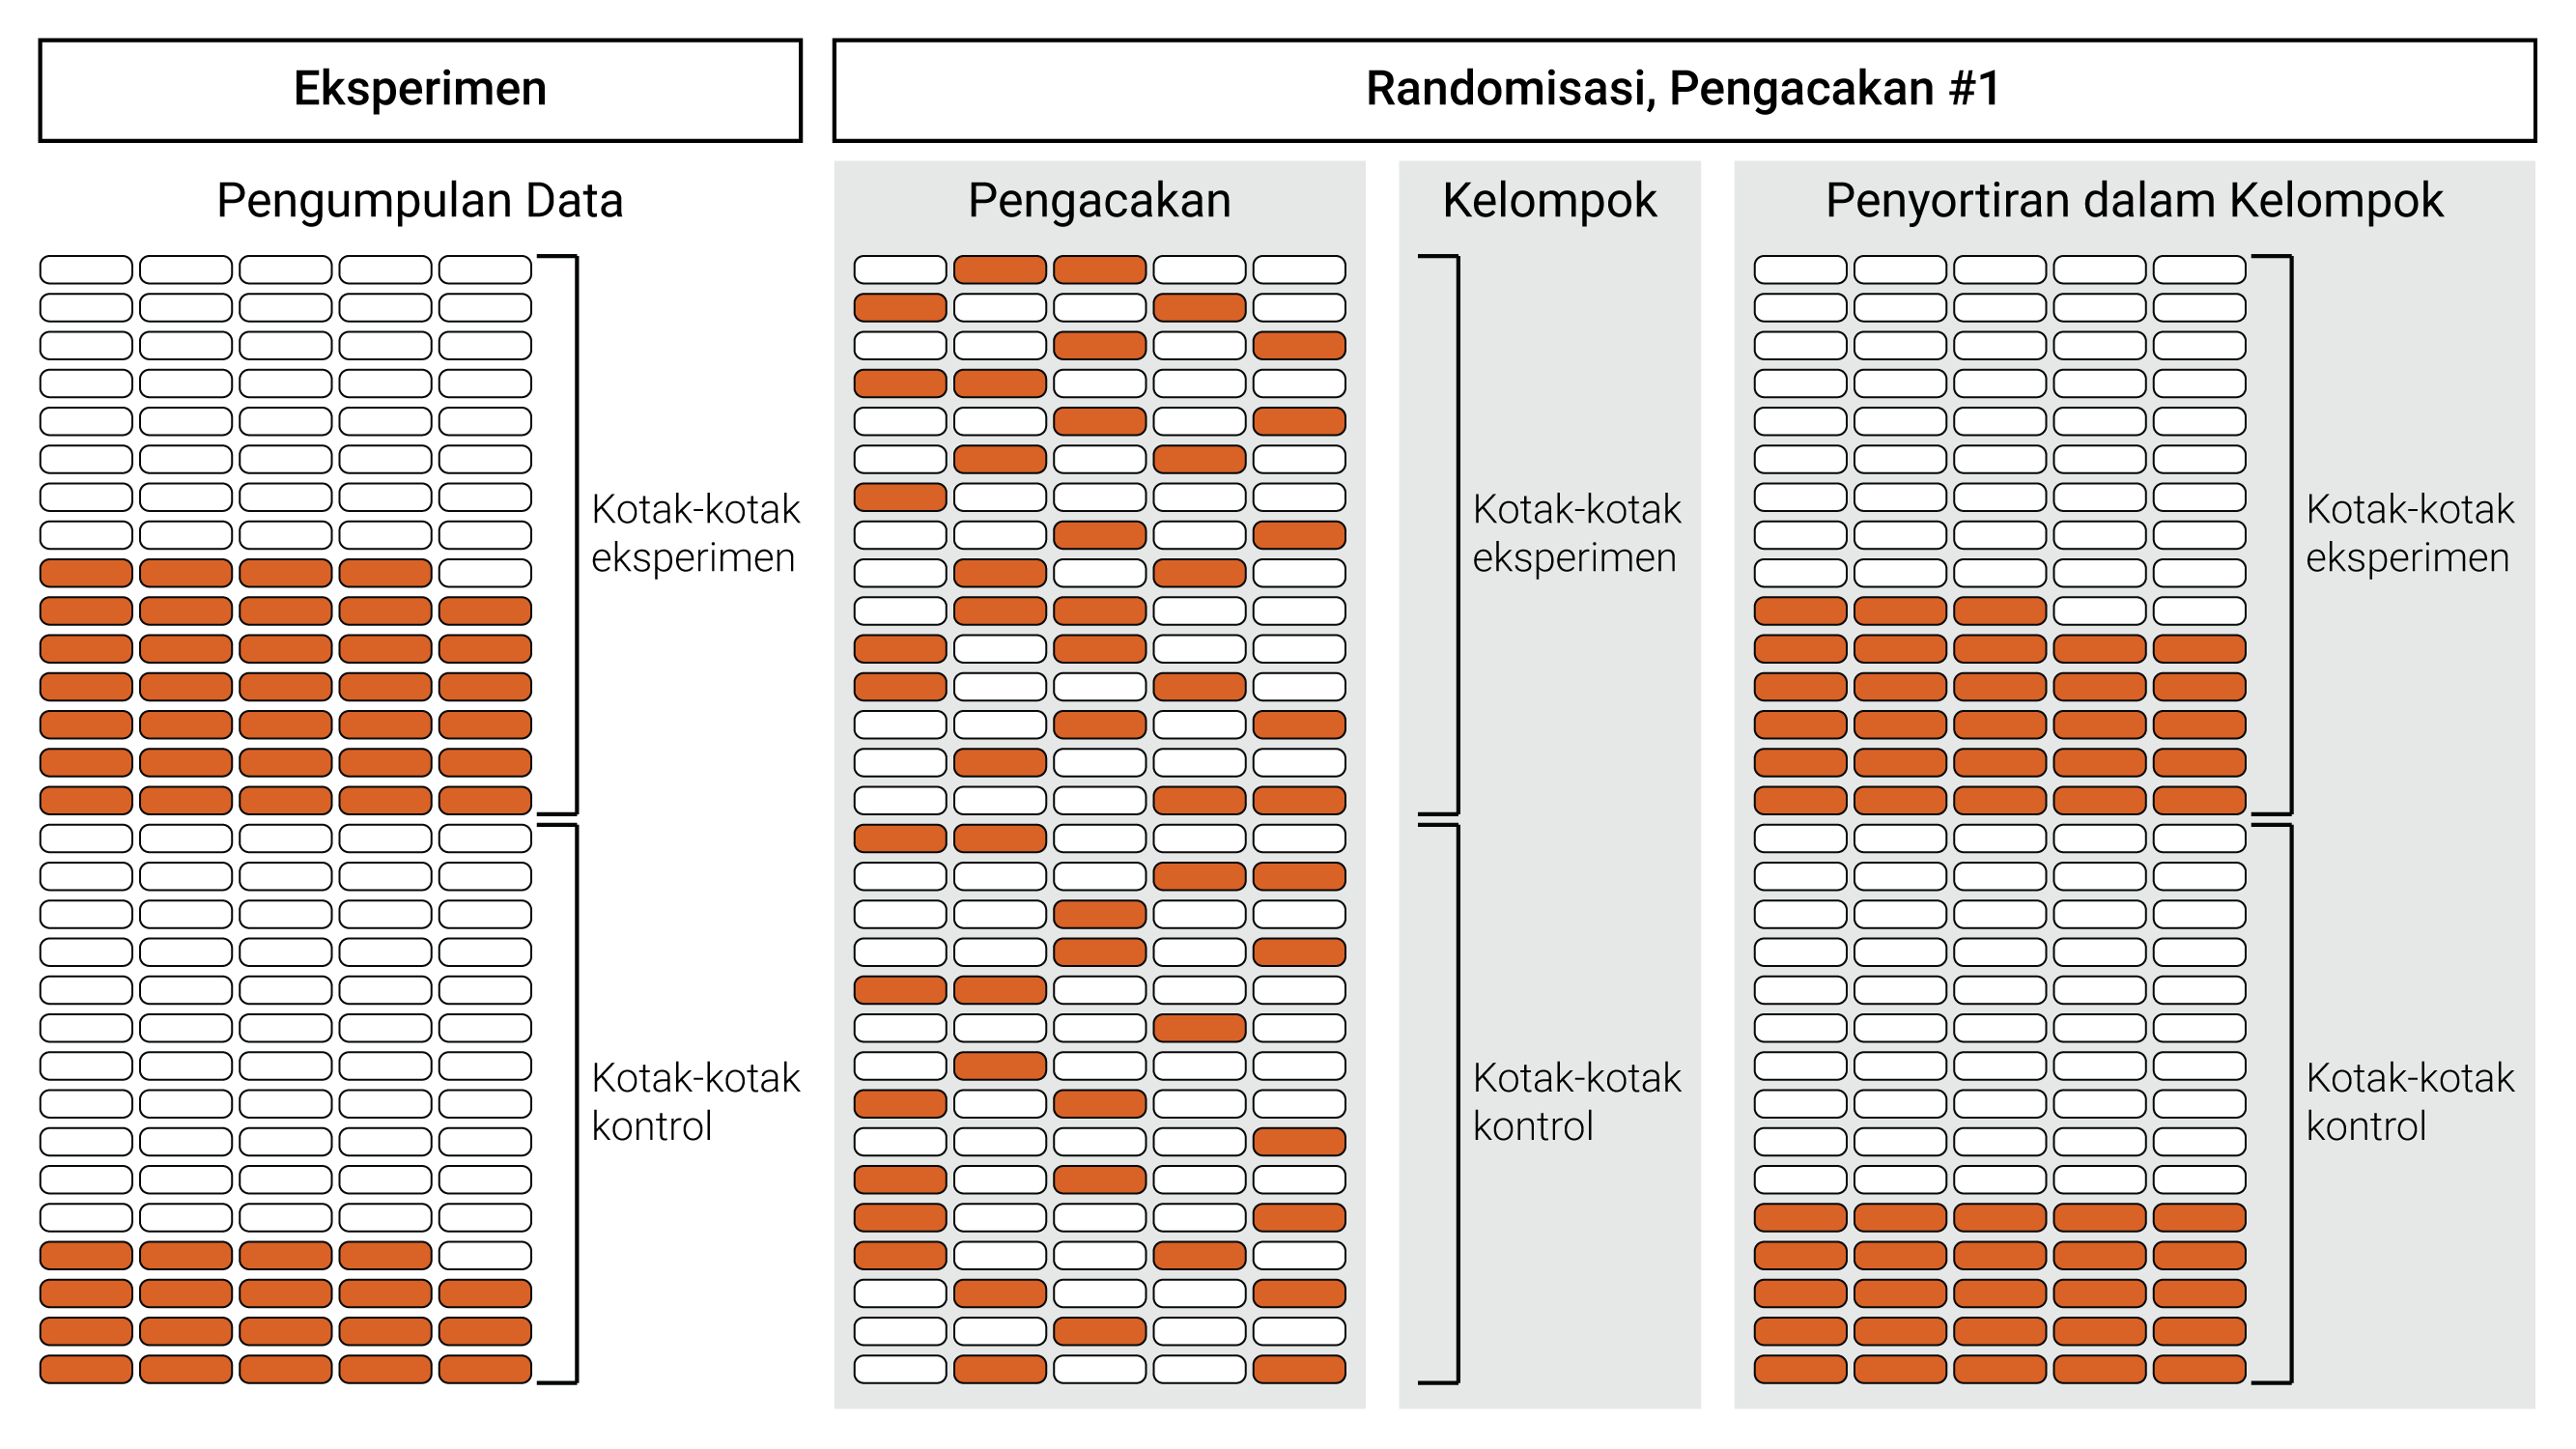 Eksperimen
Randomisasi, Pengacakan #1
Pengumpulan Data
Pengacakan
Kelompok
Penyortiran dalam Kelompok
Kotak-kotak
eksperimen
Kotak-kotak
eksperimen
Kotak-kotak
eksperimen
Kotak-kotak
kontrol
Kotak-kotak
kontrol
Kotak-kotak
kontrol